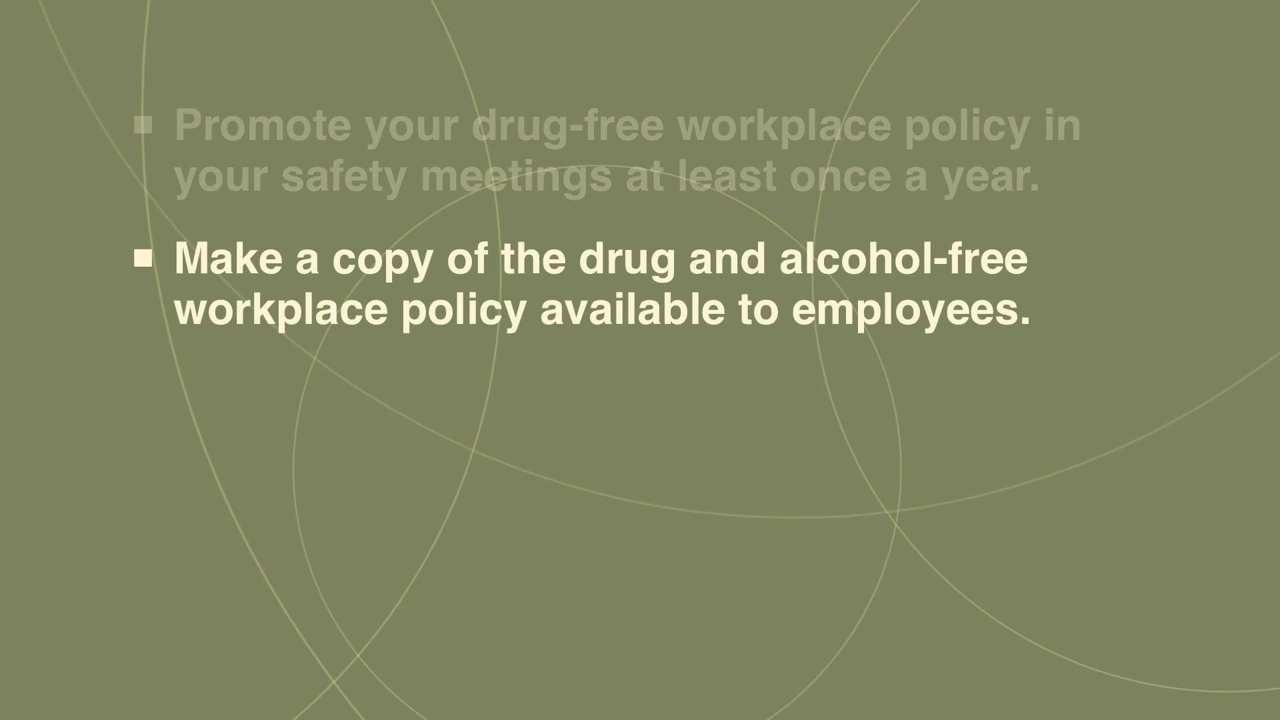 ▪ Promote your drug-free workplace policy in
your safety meetings at least once a year.
▪ Make a copy of the drug and alcohol-free
workplace policy available to employees.